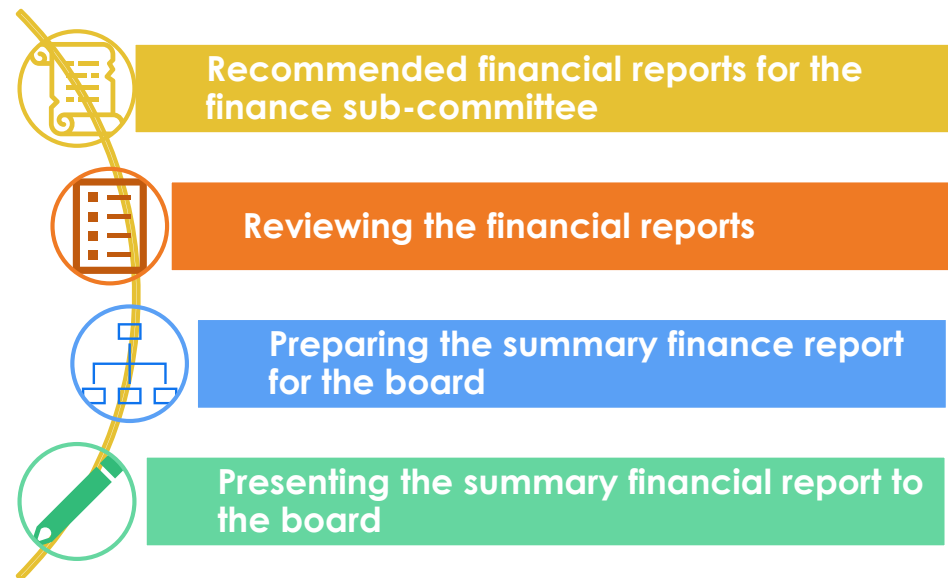 Recommended financial reports for the
finance sub-committee
Reviewing the financial reports
Preparing the summary finance report
for the board
Presenting the summary financial report to
the board